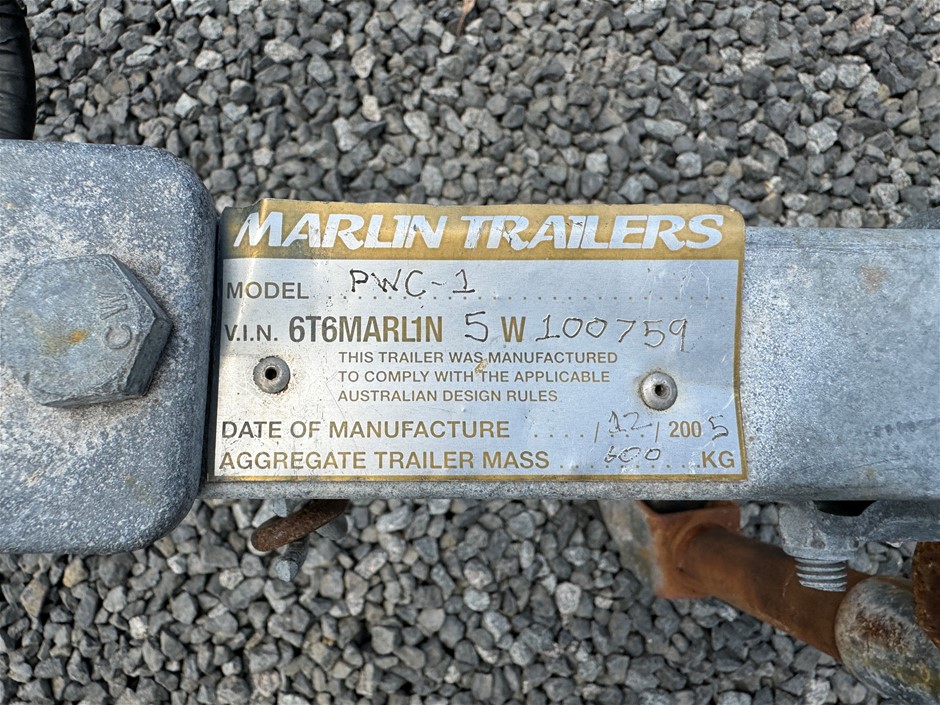 MARLIN TRAILERS
MODEL PWC-1
V.I.N. 6T6MARL1N 5 W 100759
THIS TRAILER WAS MANUFACTURED
TO COMPLY WITH THE APPLICABLE
AUSTRALIAN DESIGN RULES
DATE OF MANUFACTURE ..../12/2005
AGGREGATE TRAILER MASS ... 600 ... KG